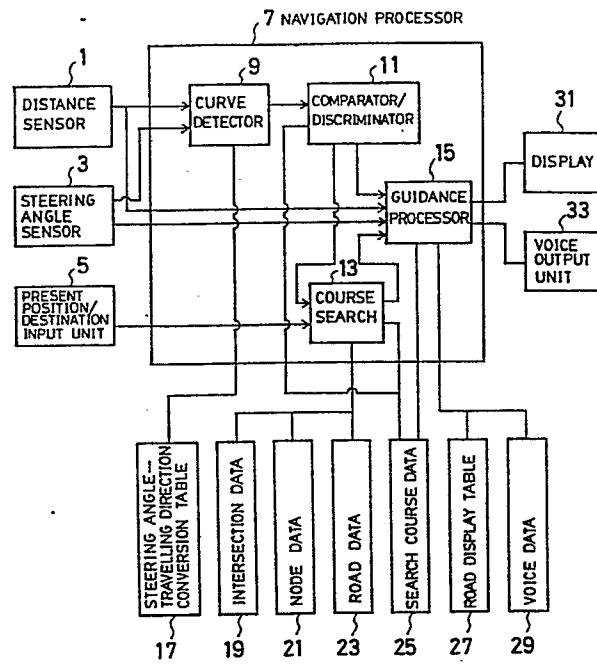 7 NAVIGATION PROCESSOR
1
DISTANCE
SENSOR
9
CURVE
DETECTOR
11
COMPARATOR/
DISCRIMINATOR
31
DISPLAY
3
STEERING
ANGLE
SENSOR
15
GUIDANCE
PROCESSOR
33
VOICE
OUTPUT
UNIT
5
PRESENT
POSITION/
DESTINATION
INPUT UNIT
13
COURSE
SEARCH
STEERING ANGLE—
TRAVELLING DIRECTION
CONVERSION TABLE
INTERSECTION DATA
NODE DATA
ROAD DATA
SEARCH COURSE DATA
ROAD DISPLAY TABLE
VOICE DATA
17
19
21
23
25
27
29